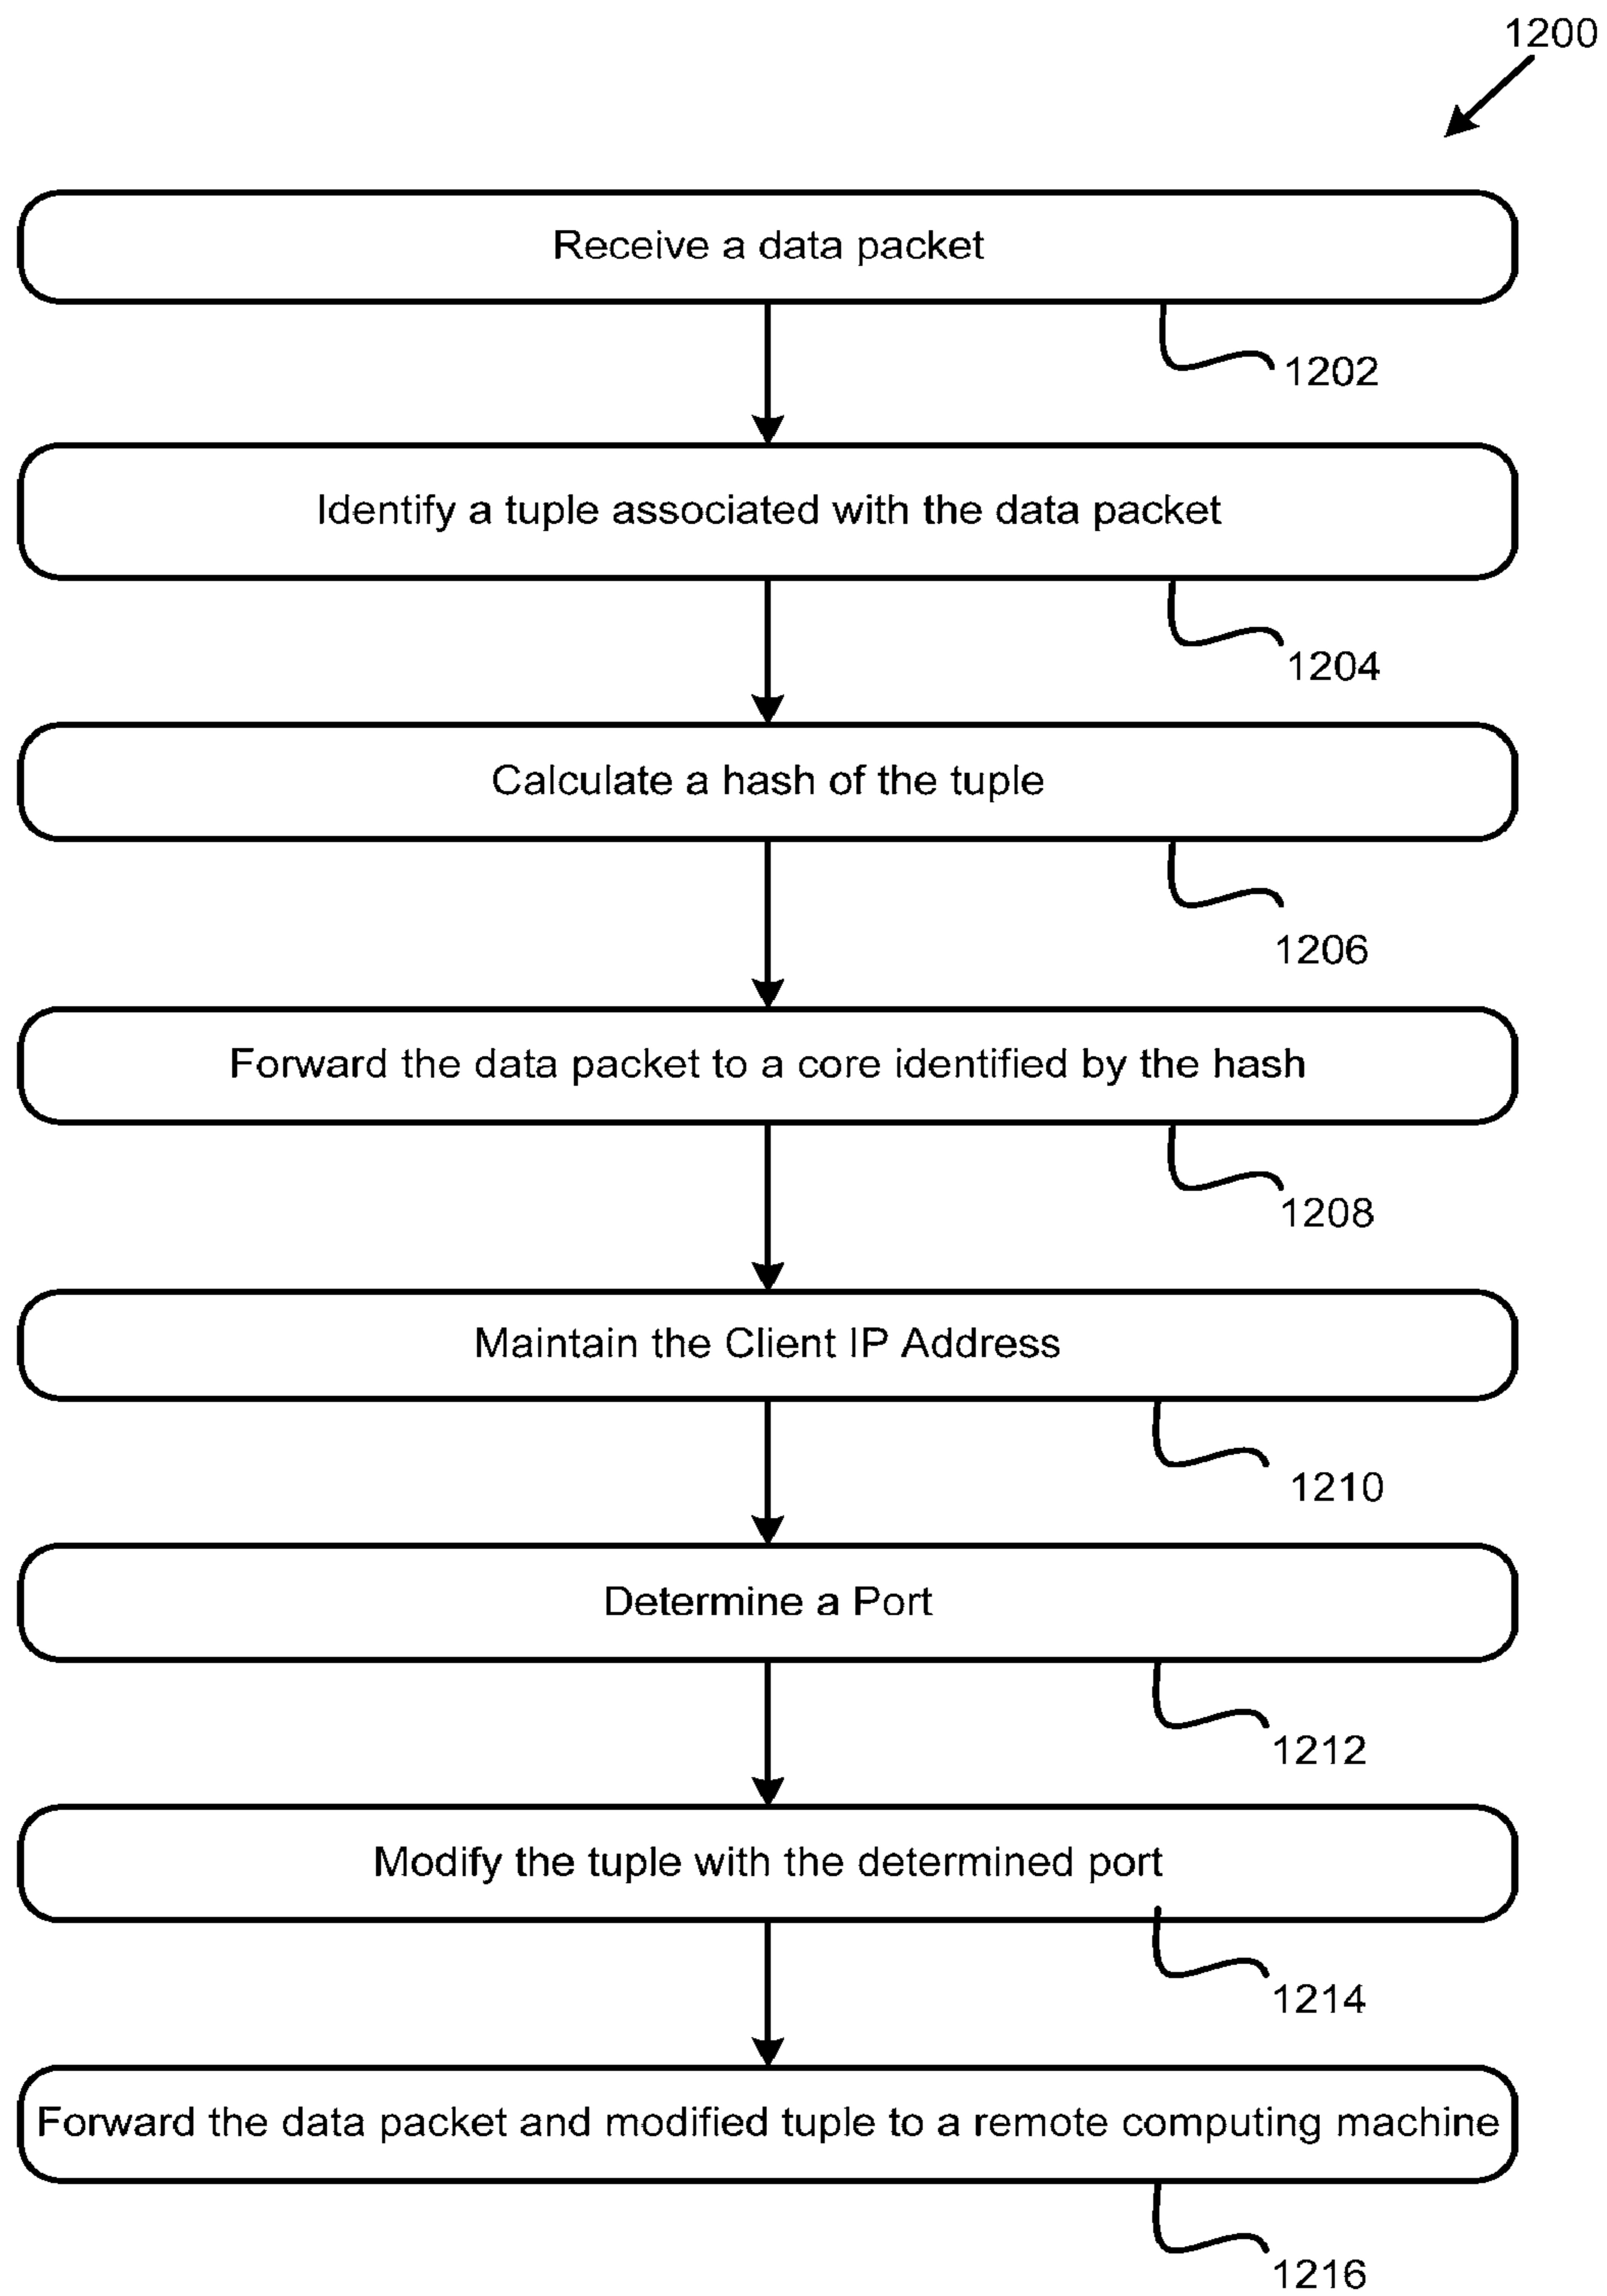 1200
Receive a data packet
1202
Identify a tuple associated with the data packet
1204
Calculate a hash of the tuple
1206
Forward the data packet to a core identified by the hash
1208
Maintain the Client IP Address
1210
Determine a Port
1212
Modify the tuple with the determined port
1214
Forward the data packet and modified tuple to a remote computing machine
1216